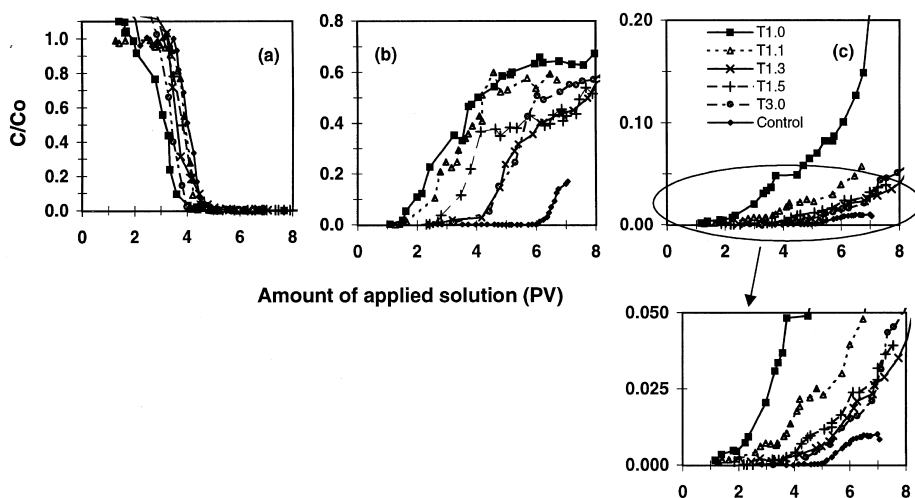 C/Co
1.0
0.8
0.6
0.4
0.2
0.0
0 2 4 6 8
(a)
0.8
0.6
0.4
0.2
0.0
0 2 4 6 8
(b)
0.20
0.10
0.00
0 2 4 6 8
(c)
T1.0
T1.1
T1.3
T1.5
T3.0
Control
Amount of applied solution (PV)
0.050
0.025
0.000
0 2 4 6 8